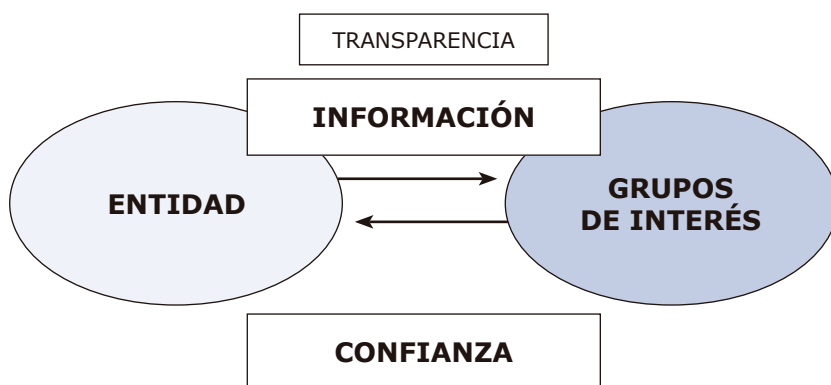 TRANSPARENCIA
INFORMACIÓN
ENTIDAD
GRUPOS
DE INTERÉS
CONFIANZA